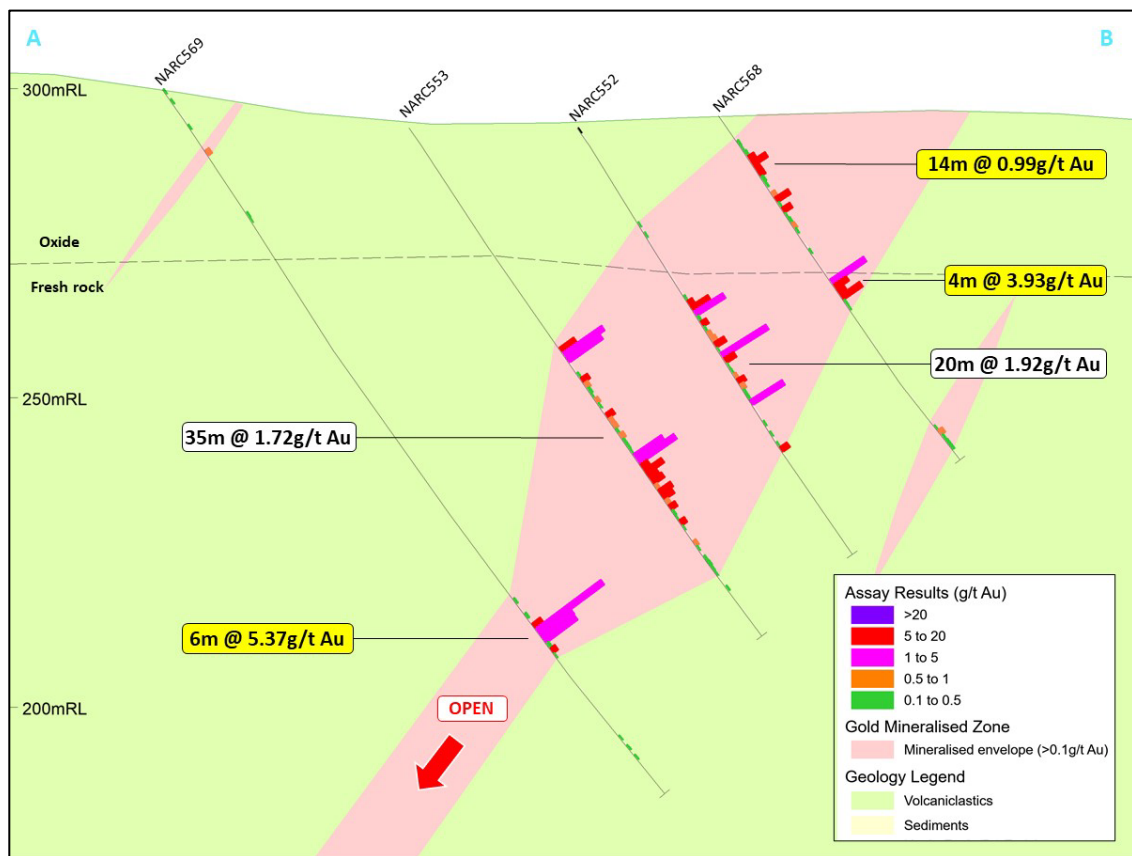 A
B
NARC569
NARC553
NARC552
NARC568
300mRL
14m @ 0.99g/t Au
Oxide
Fresh rock
4m @ 3.93g/t Au
20m @ 1.92g/t Au
250mRL
35m @ 1.72g/t Au
6m @ 5.37g/t Au
200mRL
OPEN
Assay Results (g/t Au)
>20
5 to 20
1 to 5
0.5 to 1
0.1 to 0.5
Gold Mineralised Zone
Mineralised envelope (>0.1g/t Au)
Geology Legend
Volcaniclastics
Sediments